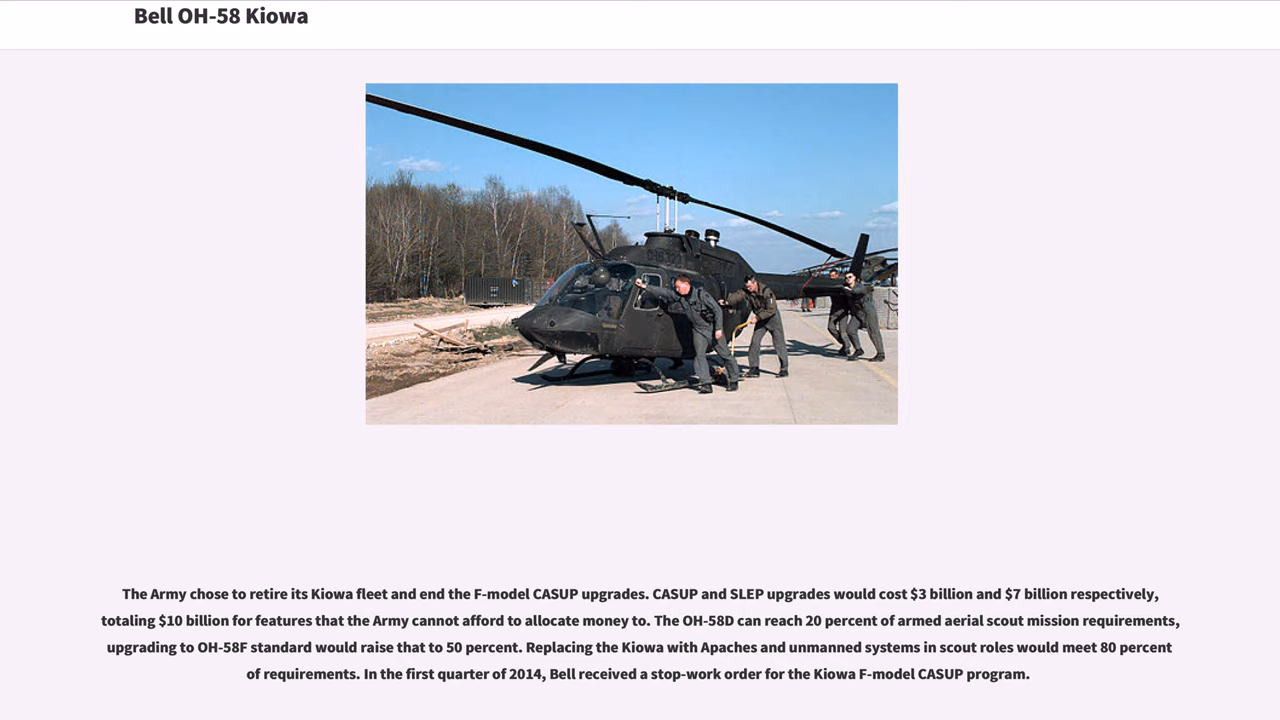 Bell OH-58 Kiowa
The Army chose to retire its Kiowa fleet and end the F-model CASUP upgrades. CASUP and SLEP upgrades would cost $3 billion and $7 billion respectively,
totaling $10 billion for features that the Army cannot afford to allocate money to. The OH-58D can reach 20 percent of armed aerial scout mission requirements,
upgrading to OH-58F standard would raise that to 50 percent. Replacing the Kiowa with Apaches and unmanned systems in scout roles would meet 80 percent
of requirements. In the first quarter of 2014, Bell received a stop-work order for the Kiowa F-model CASUP program.